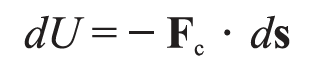 dU = − F_c · ds